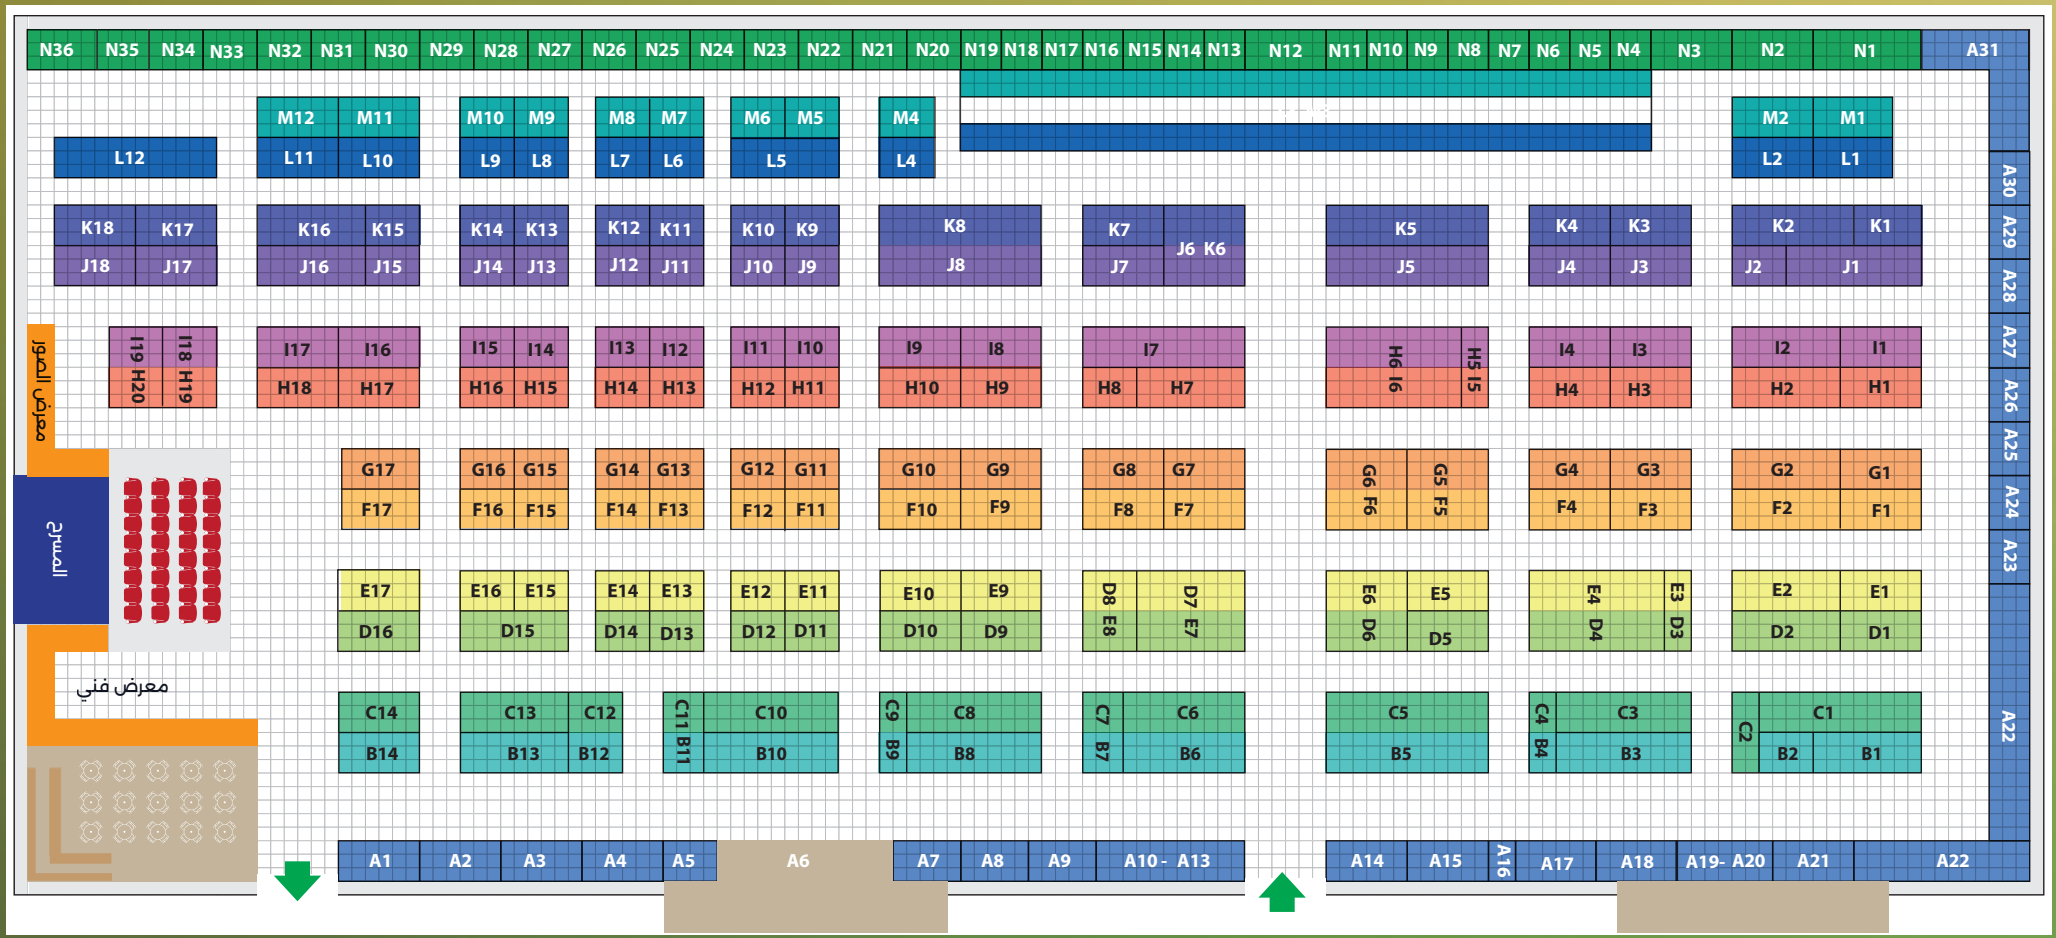 N36 N35 N34 N33 N32 N31 N30 N29 N28 N27 N26 N25 N24 N23 N22 N21 N20 N19 N18 N17 N16 N15 N14 N13 N12 N11 N10 N9 N8 N7 N6 N5 N4 N3 N2 N1 A31
M12 M11 M10 M9 M8 M7 M6 M5 M4 M2 M1
L12 L11 L10 L9 L8 L7 L6 L5 L4 L2 L1
A30
K18 K17 K16 K15 K14 K13 K12 K11 K10 K9 K8 K7 K5 K4 K3 K2 K1
A29
J6 K6
J18 J17 J16 J15 J14 J13 J12 J11 J10 J9 J8 J7 J5 J4 J3 J2 J1
A28
I19 I18 I17 I16 I15 I14 I13 I12 I11 I10 I9 I8 I7 H6 H5 I4 I3 I2 I1
A27
H20 H19 H18 H17 H16 H15 H14 H13 H12 H11 H10 H9 H8 H7 I6 I5 H4 H3 H2 H1
A26
معرض الصور
A25
G17 G16 G15 G14 G13 G12 G11 G10 G9 G8 G7 G6 G5 G4 G3 G2 G1
F17 F16 F15 F14 F13 F12 F11 F10 F9 F8 F7 F6 F5 F4 F3 F2 F1
A24
المسرح
A23
E17 E16 E15 E14 E13 E12 E11 E10 E9 D8 D7 E6 E5 E4 E3 E2 E1
D16 D15 D14 D13 D12 D11 D10 D9 E8 E7 D6 D5 D4 D3 D2 D1
معرض فني
C14 C13 C12 C11 C10 C9 C8 C7 C6 C5 C4 C3 C2 C1
A22
B14 B13 B12 B11 B10 B9 B8 B7 B6 B5 B4 B3 B2 B1
A1 A2 A3 A4 A5 A6 A7 A8 A9 A10 - A13 A14 A15 A16 A17 A18 A19- A20 A21 A22